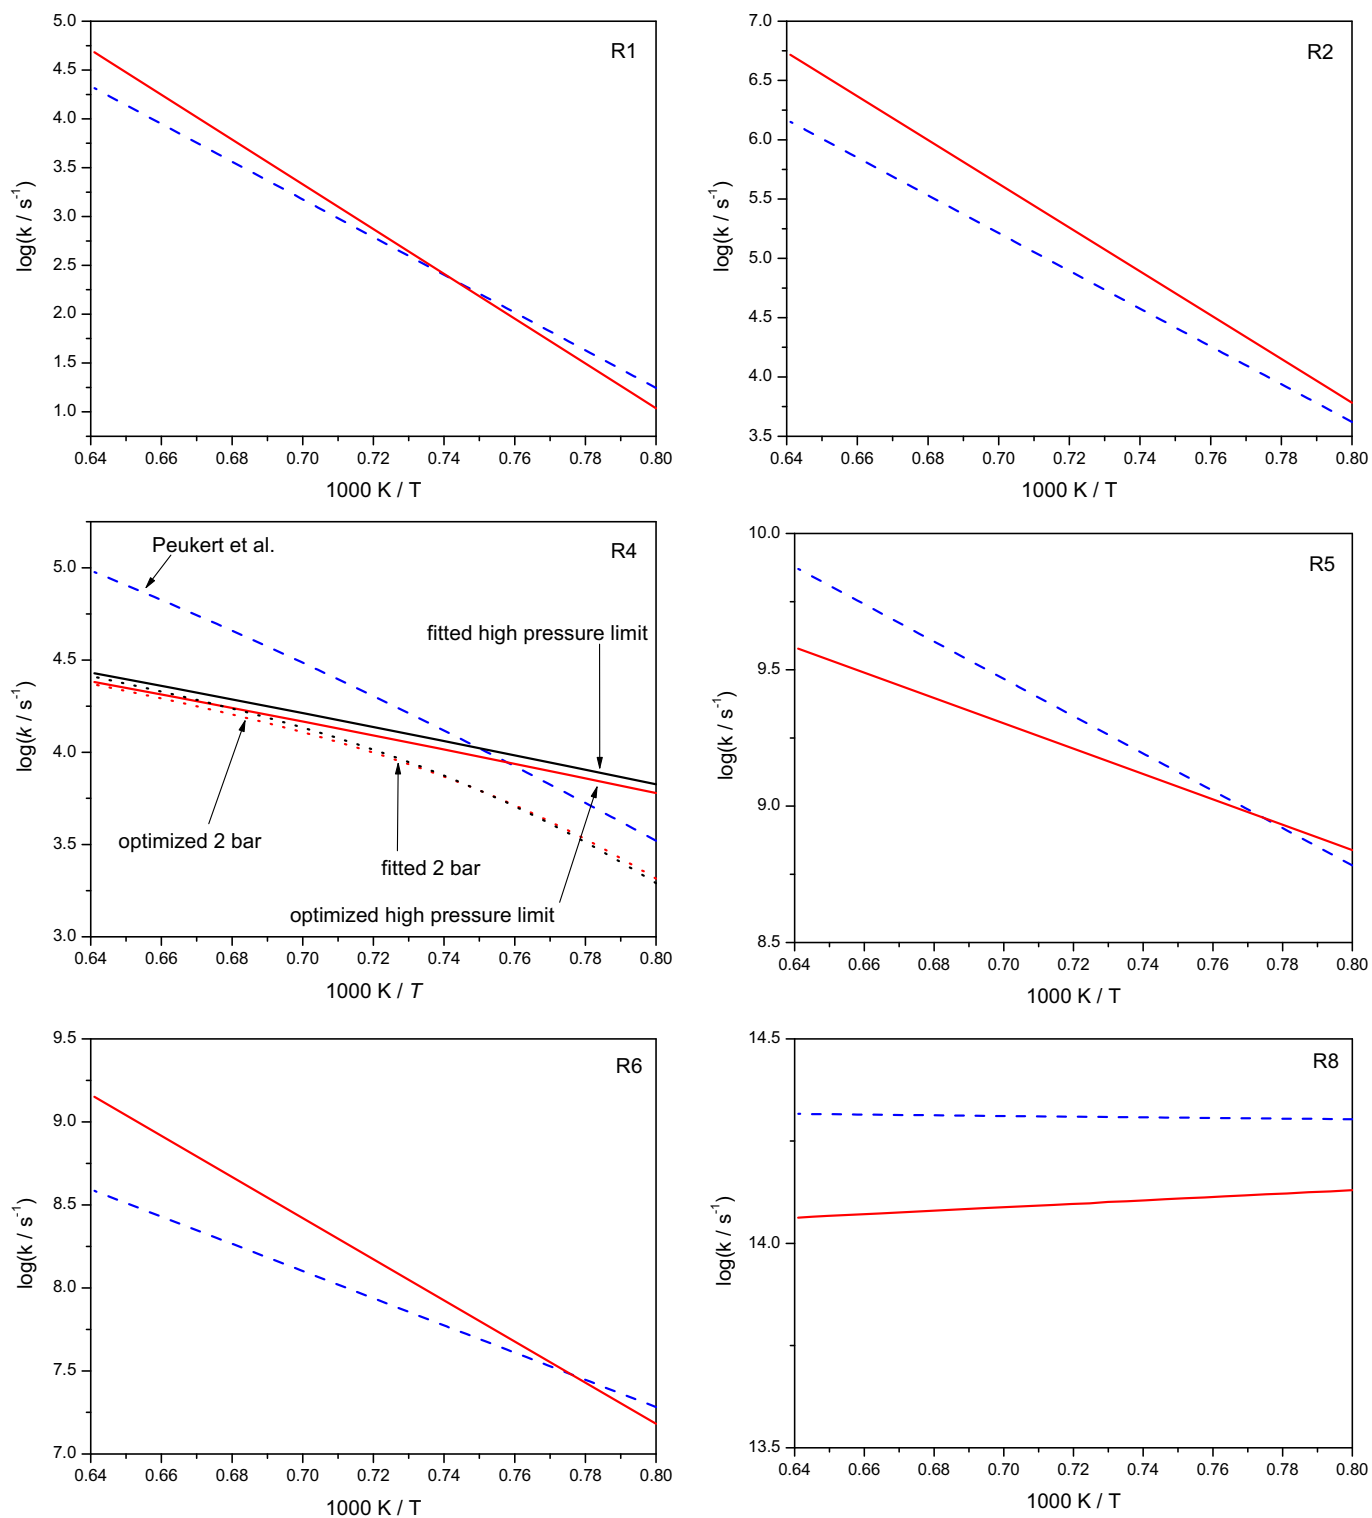 R1
5.0
4.5
4.0
3.5
3.0
2.5
2.0
1.5
1.0
log(k / s⁻¹)
0.64 0.66 0.68 0.70 0.72 0.74 0.76 0.78 0.80
1000 K / T
R2
7.0
6.5
6.0
5.5
5.0
4.5
4.0
3.5
log(k / s⁻¹)
0.64 0.66 0.68 0.70 0.72 0.74 0.76 0.78 0.80
1000 K / T
R4
Peukert et al.
fitted high pressure limit
optimized 2 bar
fitted 2 bar
optimized high pressure limit
5.0
4.5
4.0
3.5
3.0
log(k / s⁻¹)
0.64 0.66 0.68 0.70 0.72 0.74 0.76 0.78 0.80
1000 K / T
R5
10.0
9.5
9.0
8.5
log(k / s⁻¹)
0.64 0.66 0.68 0.70 0.72 0.74 0.76 0.78 0.80
1000 K / T
R6
9.5
9.0
8.5
8.0
7.5
7.0
log(k / s⁻¹)
0.64 0.66 0.68 0.70 0.72 0.74 0.76 0.78 0.80
1000 K / T
R8
14.5
14.0
13.5
log(k / s⁻¹)
0.64 0.66 0.68 0.70 0.72 0.74 0.76 0.78 0.80
1000 K / T